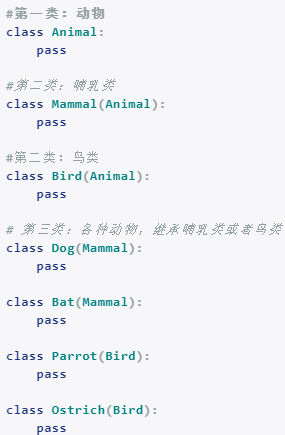 #第一类：动物
class Animal:
    pass
#第二类：哺乳类
class Mammal(Animal):
    pass
#第二类：鸟类
class Bird(Animal):
    pass
# 第三类：各种动物，继承哺乳类或者鸟类
class Dog(Mammal):
    pass
class Bat(Mammal):
    pass
class Parrot(Bird):
    pass
class Ostrich(Bird):
    pass